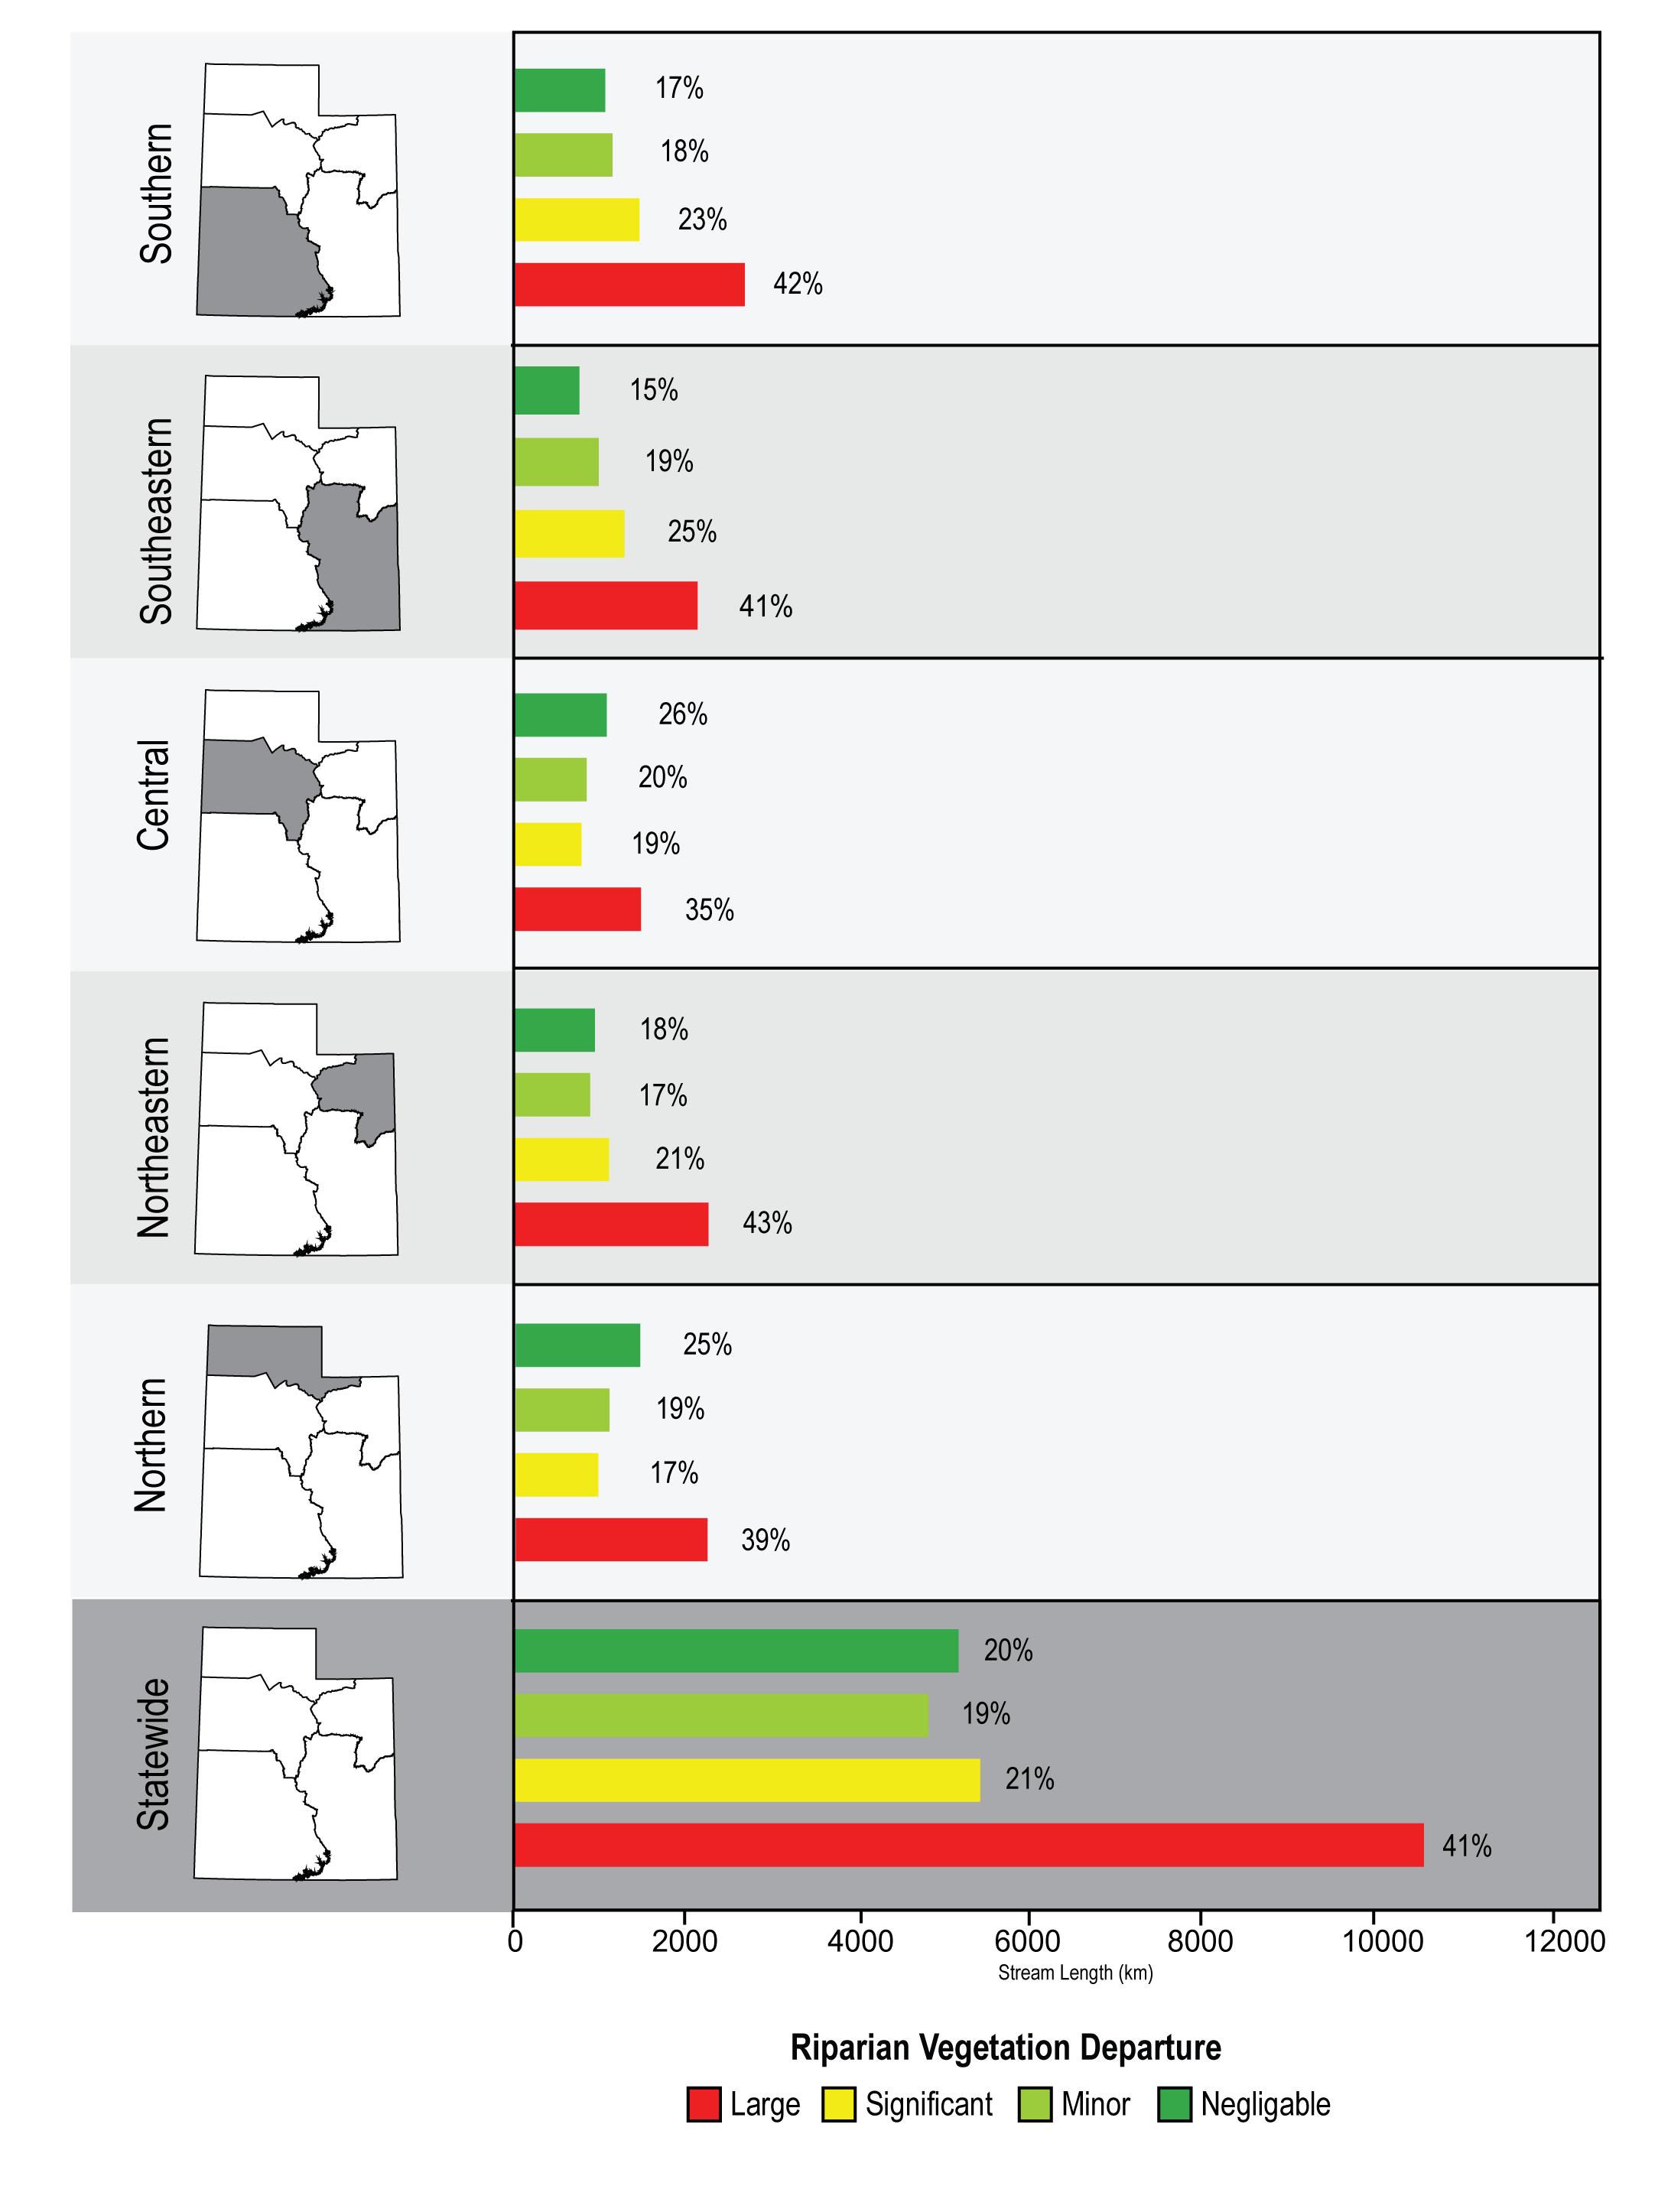 Southern
17%
18%
23%
42%
Southeastern
15%
19%
25%
41%
Central
26%
20%
19%
35%
Northeastern
18%
17%
21%
43%
Northern
25%
19%
17%
39%
Statewide
20%
19%
21%
41%
0 2000 4000 6000 8000 10000 12000
Stream Length (km)
Riparian Vegetation Departure
Large Significant Minor Negligable